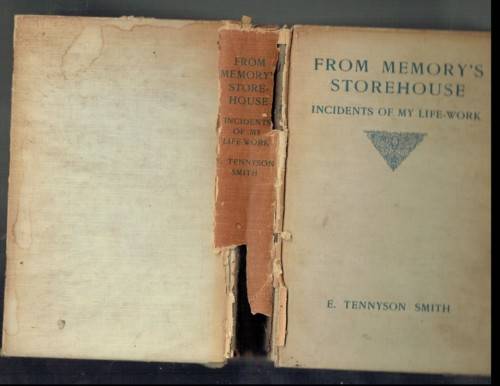 FROM
MEMORY'S
STORE-
HOUSE
INCIDENTS
OF MY
LIFE-WORK
E. TENNYSON
SMITH
FROM MEMORY'S
STOREHOUSE
INCIDENTS OF MY LIFE-WORK
E. TENNYSON SMITH